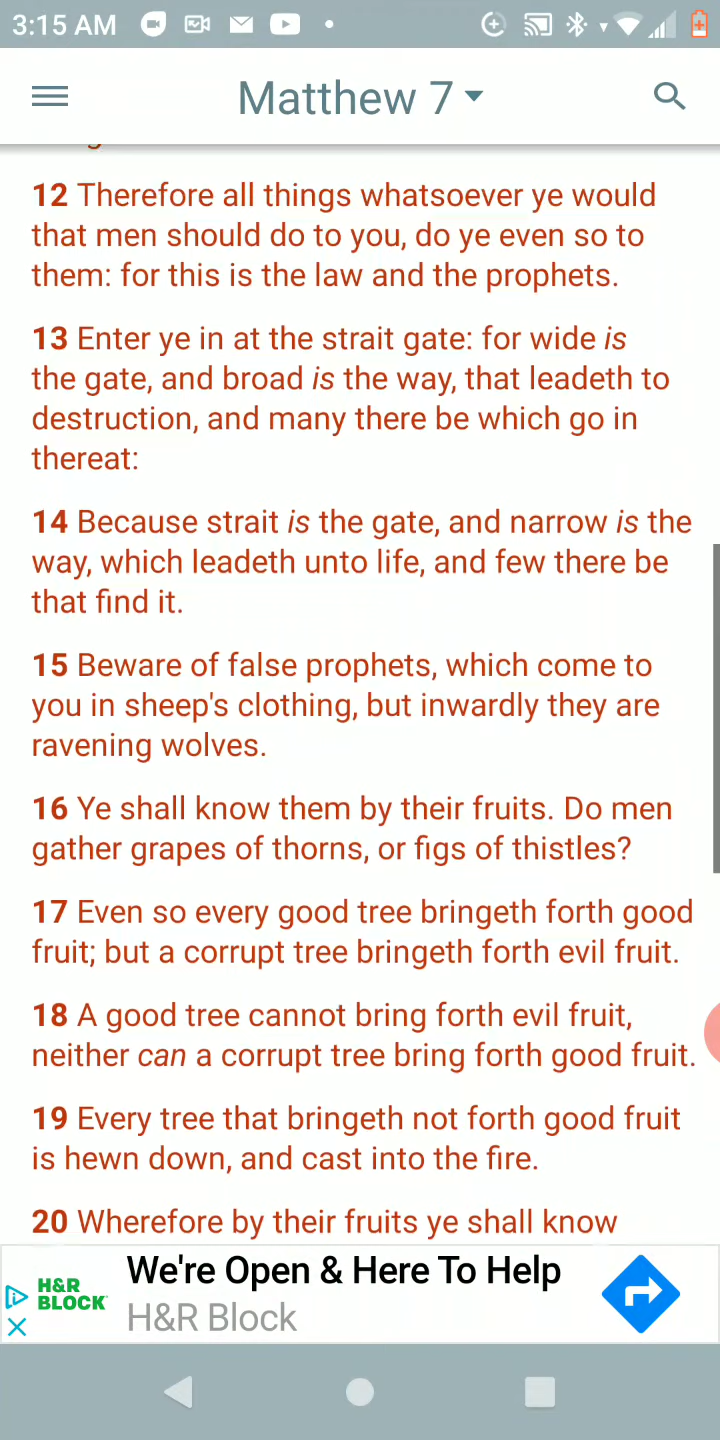 3:15 AM
Matthew 7
12 Therefore all things whatsoever ye would
that men should do to you, do ye even so to
them: for this is the law and the prophets.
13 Enter ye in at the strait gate: for wide is
the gate, and broad is the way, that leadeth to
destruction, and many there be which go in
thereat:
14 Because strait is the gate, and narrow is the
way, which leadeth unto life, and few there be
that find it.
15 Beware of false prophets, which come to
you in sheep's clothing, but inwardly they are
ravening wolves.
16 Ye shall know them by their fruits. Do men
gather grapes of thorns, or figs of thistles?
17 Even so every good tree bringeth forth good
fruit; but a corrupt tree bringeth forth evil fruit.
18 A good tree cannot bring forth evil fruit,
neither can a corrupt tree bring forth good fruit.
19 Every tree that bringeth not forth good fruit
is hewn down, and cast into the fire.
20 Wherefore by their fruits ye shall know
We're Open & Here To Help
H&R
BLOCK
H&R Block